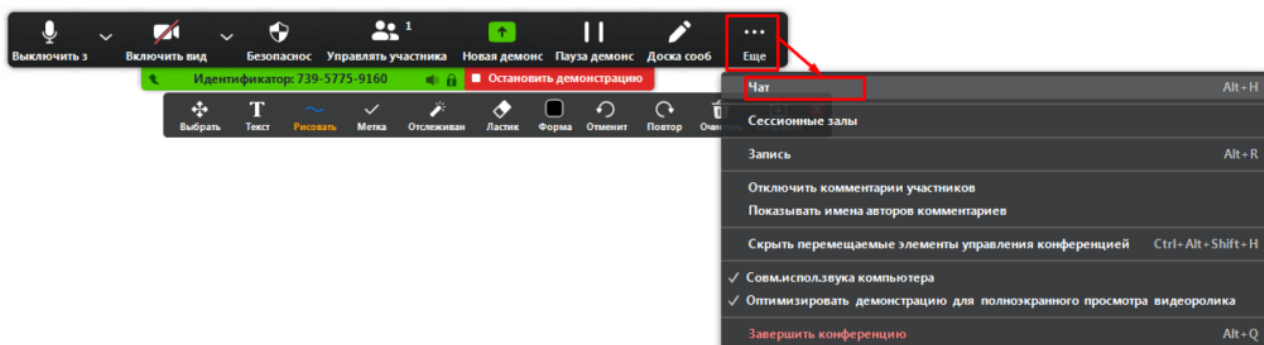 1
Выключить з Включить вид Безопаснос Управлять участника Новая демонс Пауза демонс Доска сооб Еще
Идентификатор: 739-5775-9160 Остановить демонстрацию
Чат Alt+H
Выбрать Текст Рисовать Метка Отслеживан Ластик Форма Отменит Повтор
Сессионные залы
Запись Alt+R
Отключить комментарии участников
Показывать имена авторов комментариев
Скрыть перемещаемые элементы управления конференцией Ctrl+Alt+Shift+H
Совм.испол.звука компьютера
Оптимизировать демонстрацию для полноэкранного просмотра видеоролика
Завершить конференцию Alt+Q